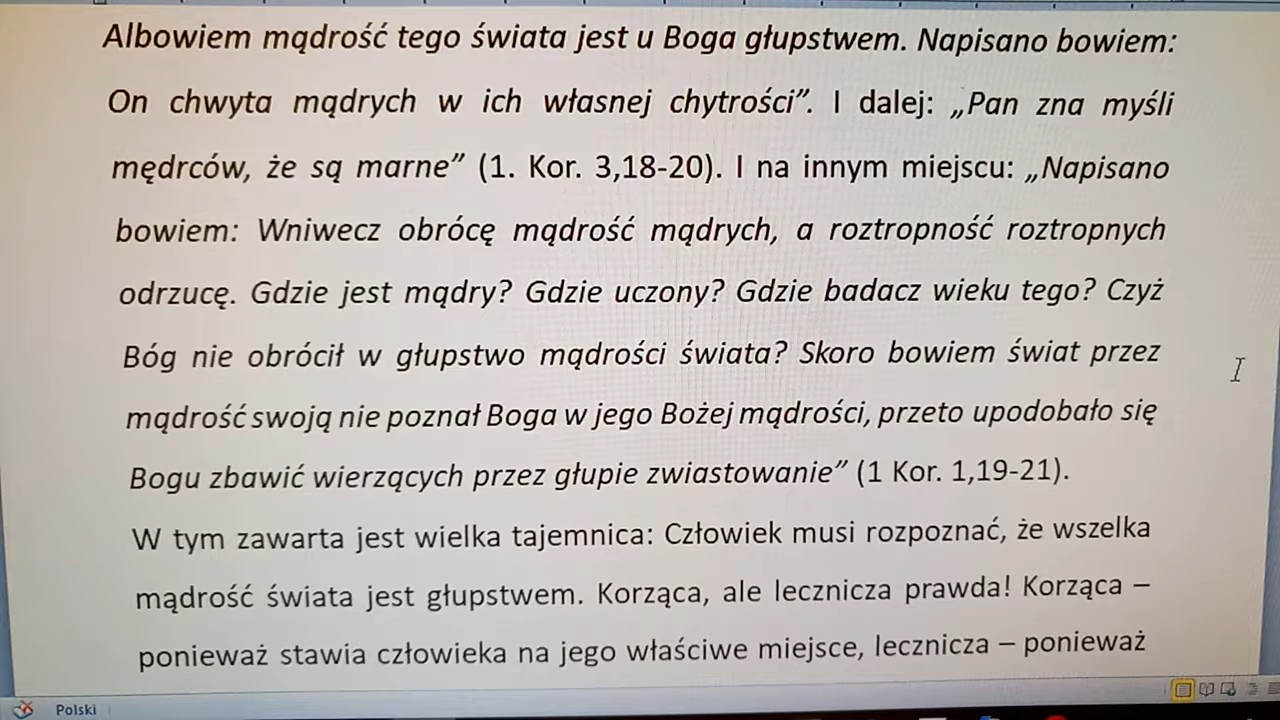 Albowiem mądrość tego świata jest u Boga głupstwem. Napisano bowiem:
On chwyta mądrych w ich własnej chytrości”. I dalej: „Pan zna myśli
mędrców, że są marne” (1. Kor. 3,18-20). I na innym miejscu: „Napisano
bowiem: Wniwecz obrócę mądrość mądrych, a roztropność roztropnych
odrzucę. Gdzie jest mądry? Gdzie uczony? Gdzie badacz wieku tego? Czyż
Bóg nie obrócił w głupstwo mądrości świata? Skoro bowiem świat przez
mądrość swoją nie poznał Boga w jego Bożej mądrości, przeto upodobało się
Bogu zbawić wierzących przez głupie zwiastowanie” (1 Kor. 1,19-21).
W tym zawarta jest wielka tajemnica: Człowiek musi rozpoznać, że wszelka
mądrość świata jest głupstwem. Korząca, ale lecznicza prawda! Korząca –
ponieważ stawia człowieka na jego właściwe miejsce, lecznicza – ponieważ
Polski